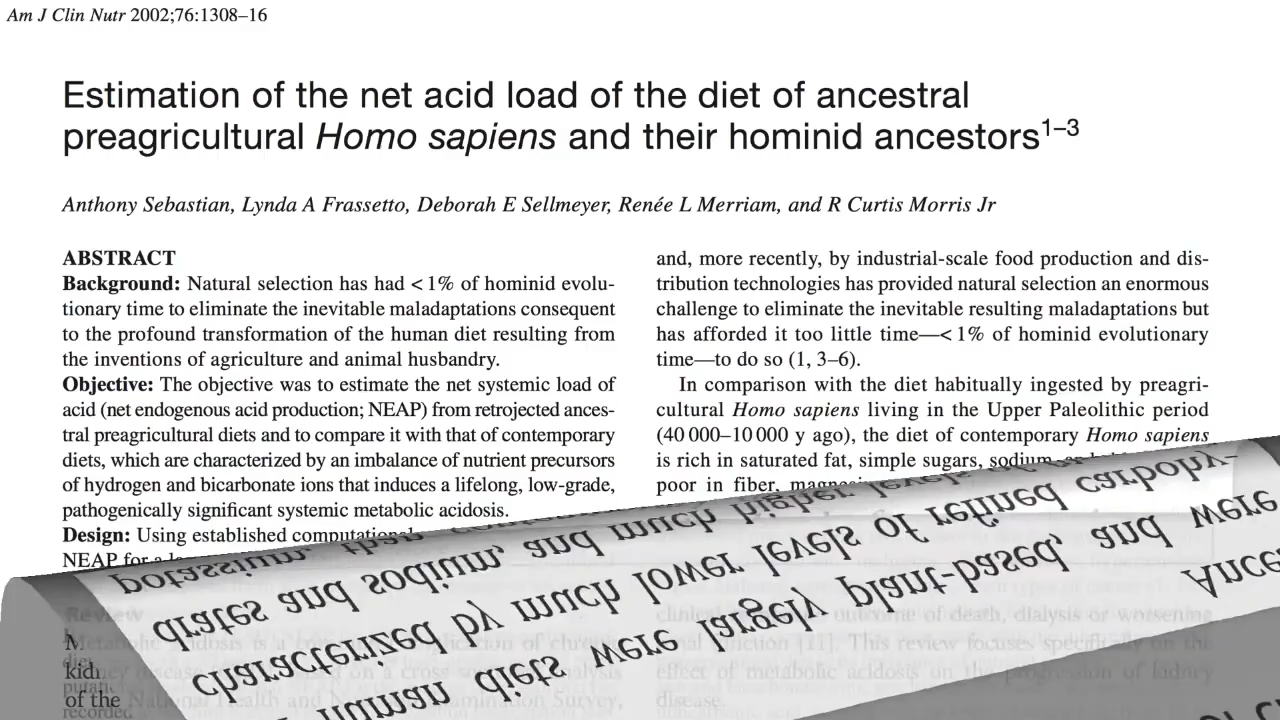 Am J Clin Nutr 2002;76:1308–16
Estimation of the net acid load of the diet of ancestral
preagricultural Homo sapiens and their hominid ancestors1–3
Anthony Sebastian, Lynda A Frassetto, Deborah E Sellmeyer, Renée L Merriam, and R Curtis Morris Jr
ABSTRACT
Background: Natural selection has had <1% of hominid evolu-
tionary time to eliminate the inevitable maladaptations consequent
to the profound transformation of the human diet resulting from
the inventions of agriculture and animal husbandry.
Objective: The objective was to estimate the net systemic load of
acid (net endogenous acid production; NEAP) from retrojected ances-
tral preagricultural diets and to compare it with that of contemporary
diets, which are characterized by an imbalance of nutrient precursors
of hydrogen and bicarbonate ions that induces a lifelong, low-grade,
pathogenically significant systemic metabolic acidosis.
Design: Using established computational
NEAP for a
and, more recently, by industrial-scale food production and dis-
tribution technologies has provided natural selection an enormous
challenge to eliminate the inevitable resulting maladaptations but
has afforded it too little time—<1% of hominid evolutionary
time—to do so (1, 3–6).
In comparison with the diet habitually ingested by preagri-
cultural Homo sapiens living in the Upper Paleolithic period
(40 000–10 000 y ago), the diet of contemporary Homo sapiens
is rich in saturated fat, simple sugars, sodium,
poor in fiber,
human diets were largely plant-based, and were
characterized by much lower levels of refined carbohy-
drates and sodium, and much higher levels of
potassium, than
Review
Metabolic acidosis is a complication of chronic
kidney disease based on a cross analysis
of the National Health and Nutrition Examination Survey,
recorded
clinical outcome of death, dialysis or worsening
renal function [11]. This review focuses specifically on the
effect of metabolic acidosis on the progression of kidney
disease.